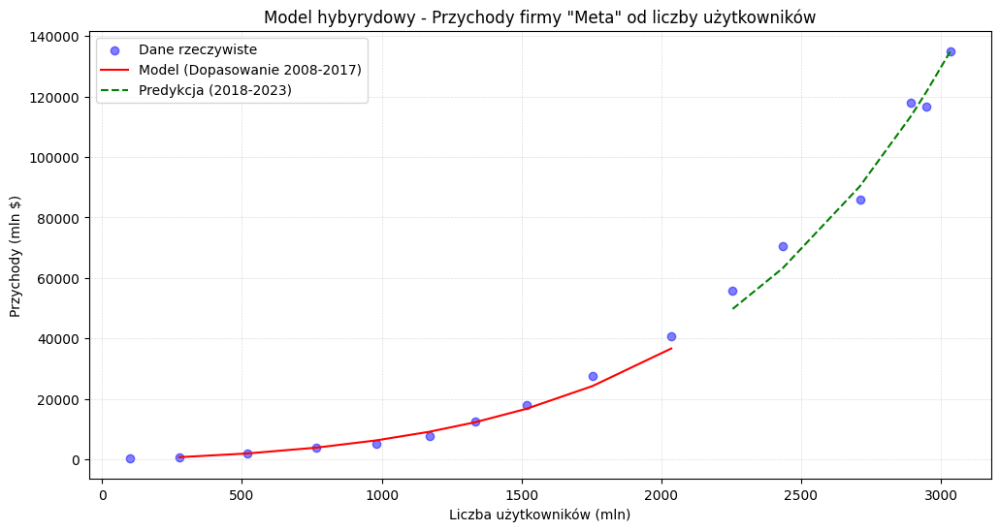 Model hybyrydowy - Przychody firmy "Meta" od liczby użytkowników
Dane rzeczywiste
Model (Dopasowanie 2008-2017)
Predykcja (2018-2023)
Przychody (mln $)
140000
120000
100000
80000
60000
40000
20000
0
0 500 1000 1500 2000 2500 3000
Liczba użytkowników (mln)